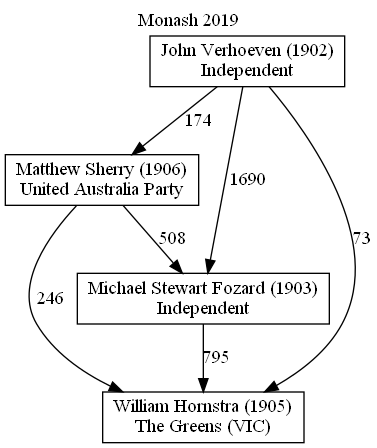 Monash 2019
John Verhoeven (1902)
Independent
174
Matthew Sherry (1906)
United Australia Party
1690
508
73
246
Michael Stewart Fozard (1903)
Independent
795
William Hornstra (1905)
The Greens (VIC)